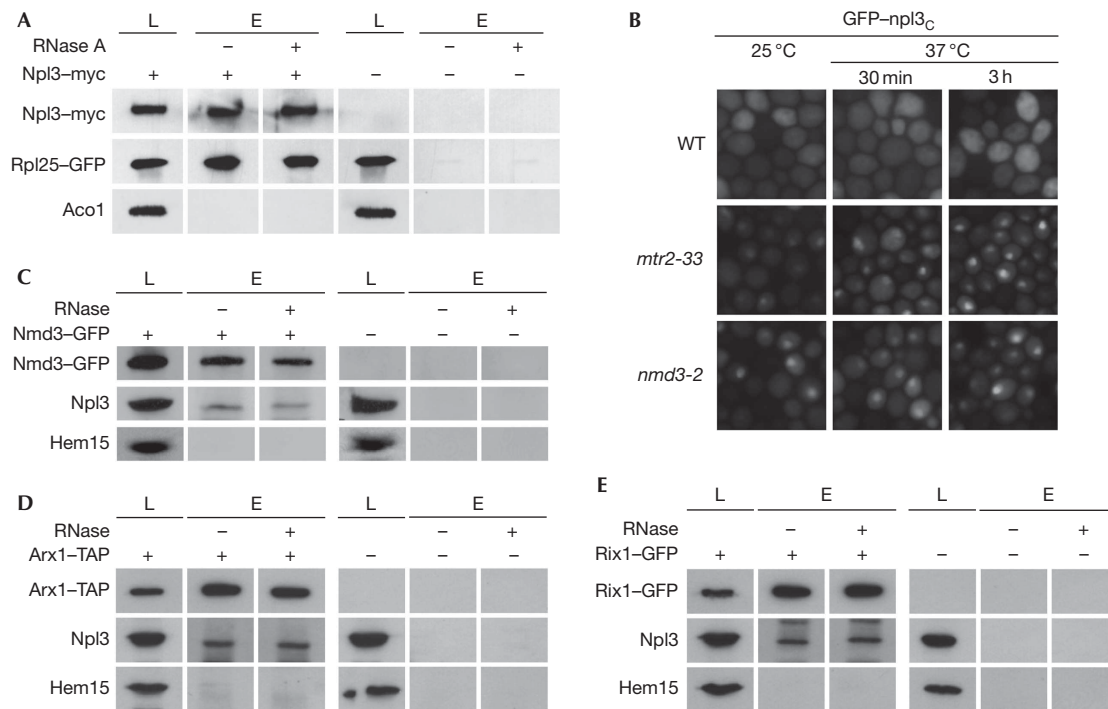 A
L E L E
RNase A – + – +
Npl3–myc + + + – – –
Npl3–myc
Rpl25–GFP
Aco1
B
GFP–npl3C
25 °C 37 °C
30 min 3 h
WT
mtr2-33
nmd3-2
C
L E L E
RNase – + – +
Nmd3–GFP + + + – – –
Nmd3–GFP
Npl3
Hem15
D
L E L E
RNase – + – +
Arx1–TAP + + + – – –
Arx1–TAP
Npl3
Hem15
E
L E L E
RNase – + – +
Rix1–GFP + + + – – –
Rix1–GFP
Npl3
Hem15